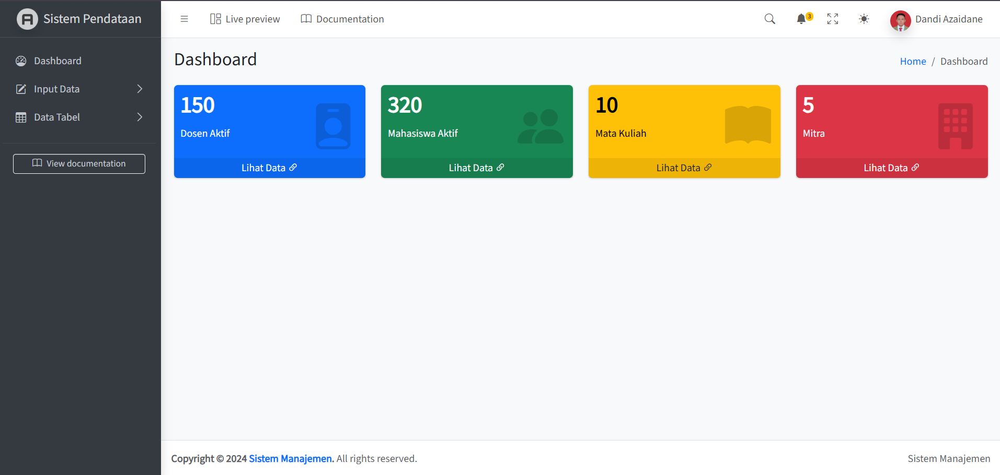 Sistem Pendataan
Live preview
Documentation
3
Dandi Azaidane
Dashboard
Input Data
Data Tabel
View documentation
Dashboard
Home / Dashboard
150
Dosen Aktif
Lihat Data
320
Mahasiswa Aktif
Lihat Data
10
Mata Kuliah
Lihat Data
5
Mitra
Lihat Data
Copyright © 2024 Sistem Manajemen. All rights reserved.
Sistem Manajemen